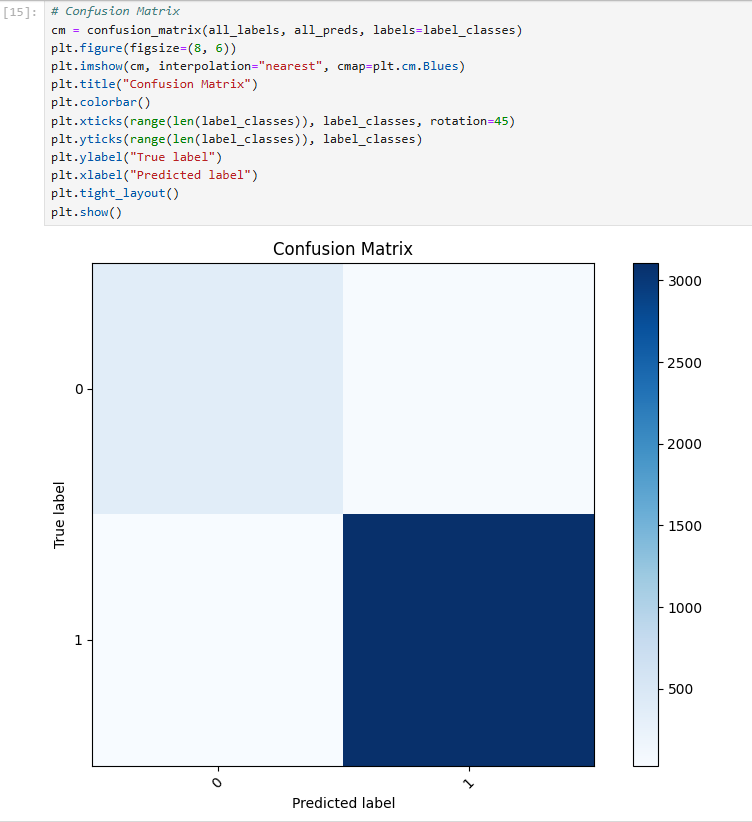 [15]:
# Confusion Matrix
cm = confusion_matrix(all_labels, all_preds, labels=label_classes)
plt.figure(figsize=(8, 6))
plt.imshow(cm, interpolation="nearest", cmap=plt.cm.Blues)
plt.title("Confusion Matrix")
plt.colorbar()
plt.xticks(range(len(label_classes)), label_classes, rotation=45)
plt.yticks(range(len(label_classes)), label_classes)
plt.ylabel("True label")
plt.xlabel("Predicted label")
plt.tight_layout()
plt.show()
Confusion Matrix
True label
0
1
0
1
Predicted label
3000
2500
2000
1500
1000
500